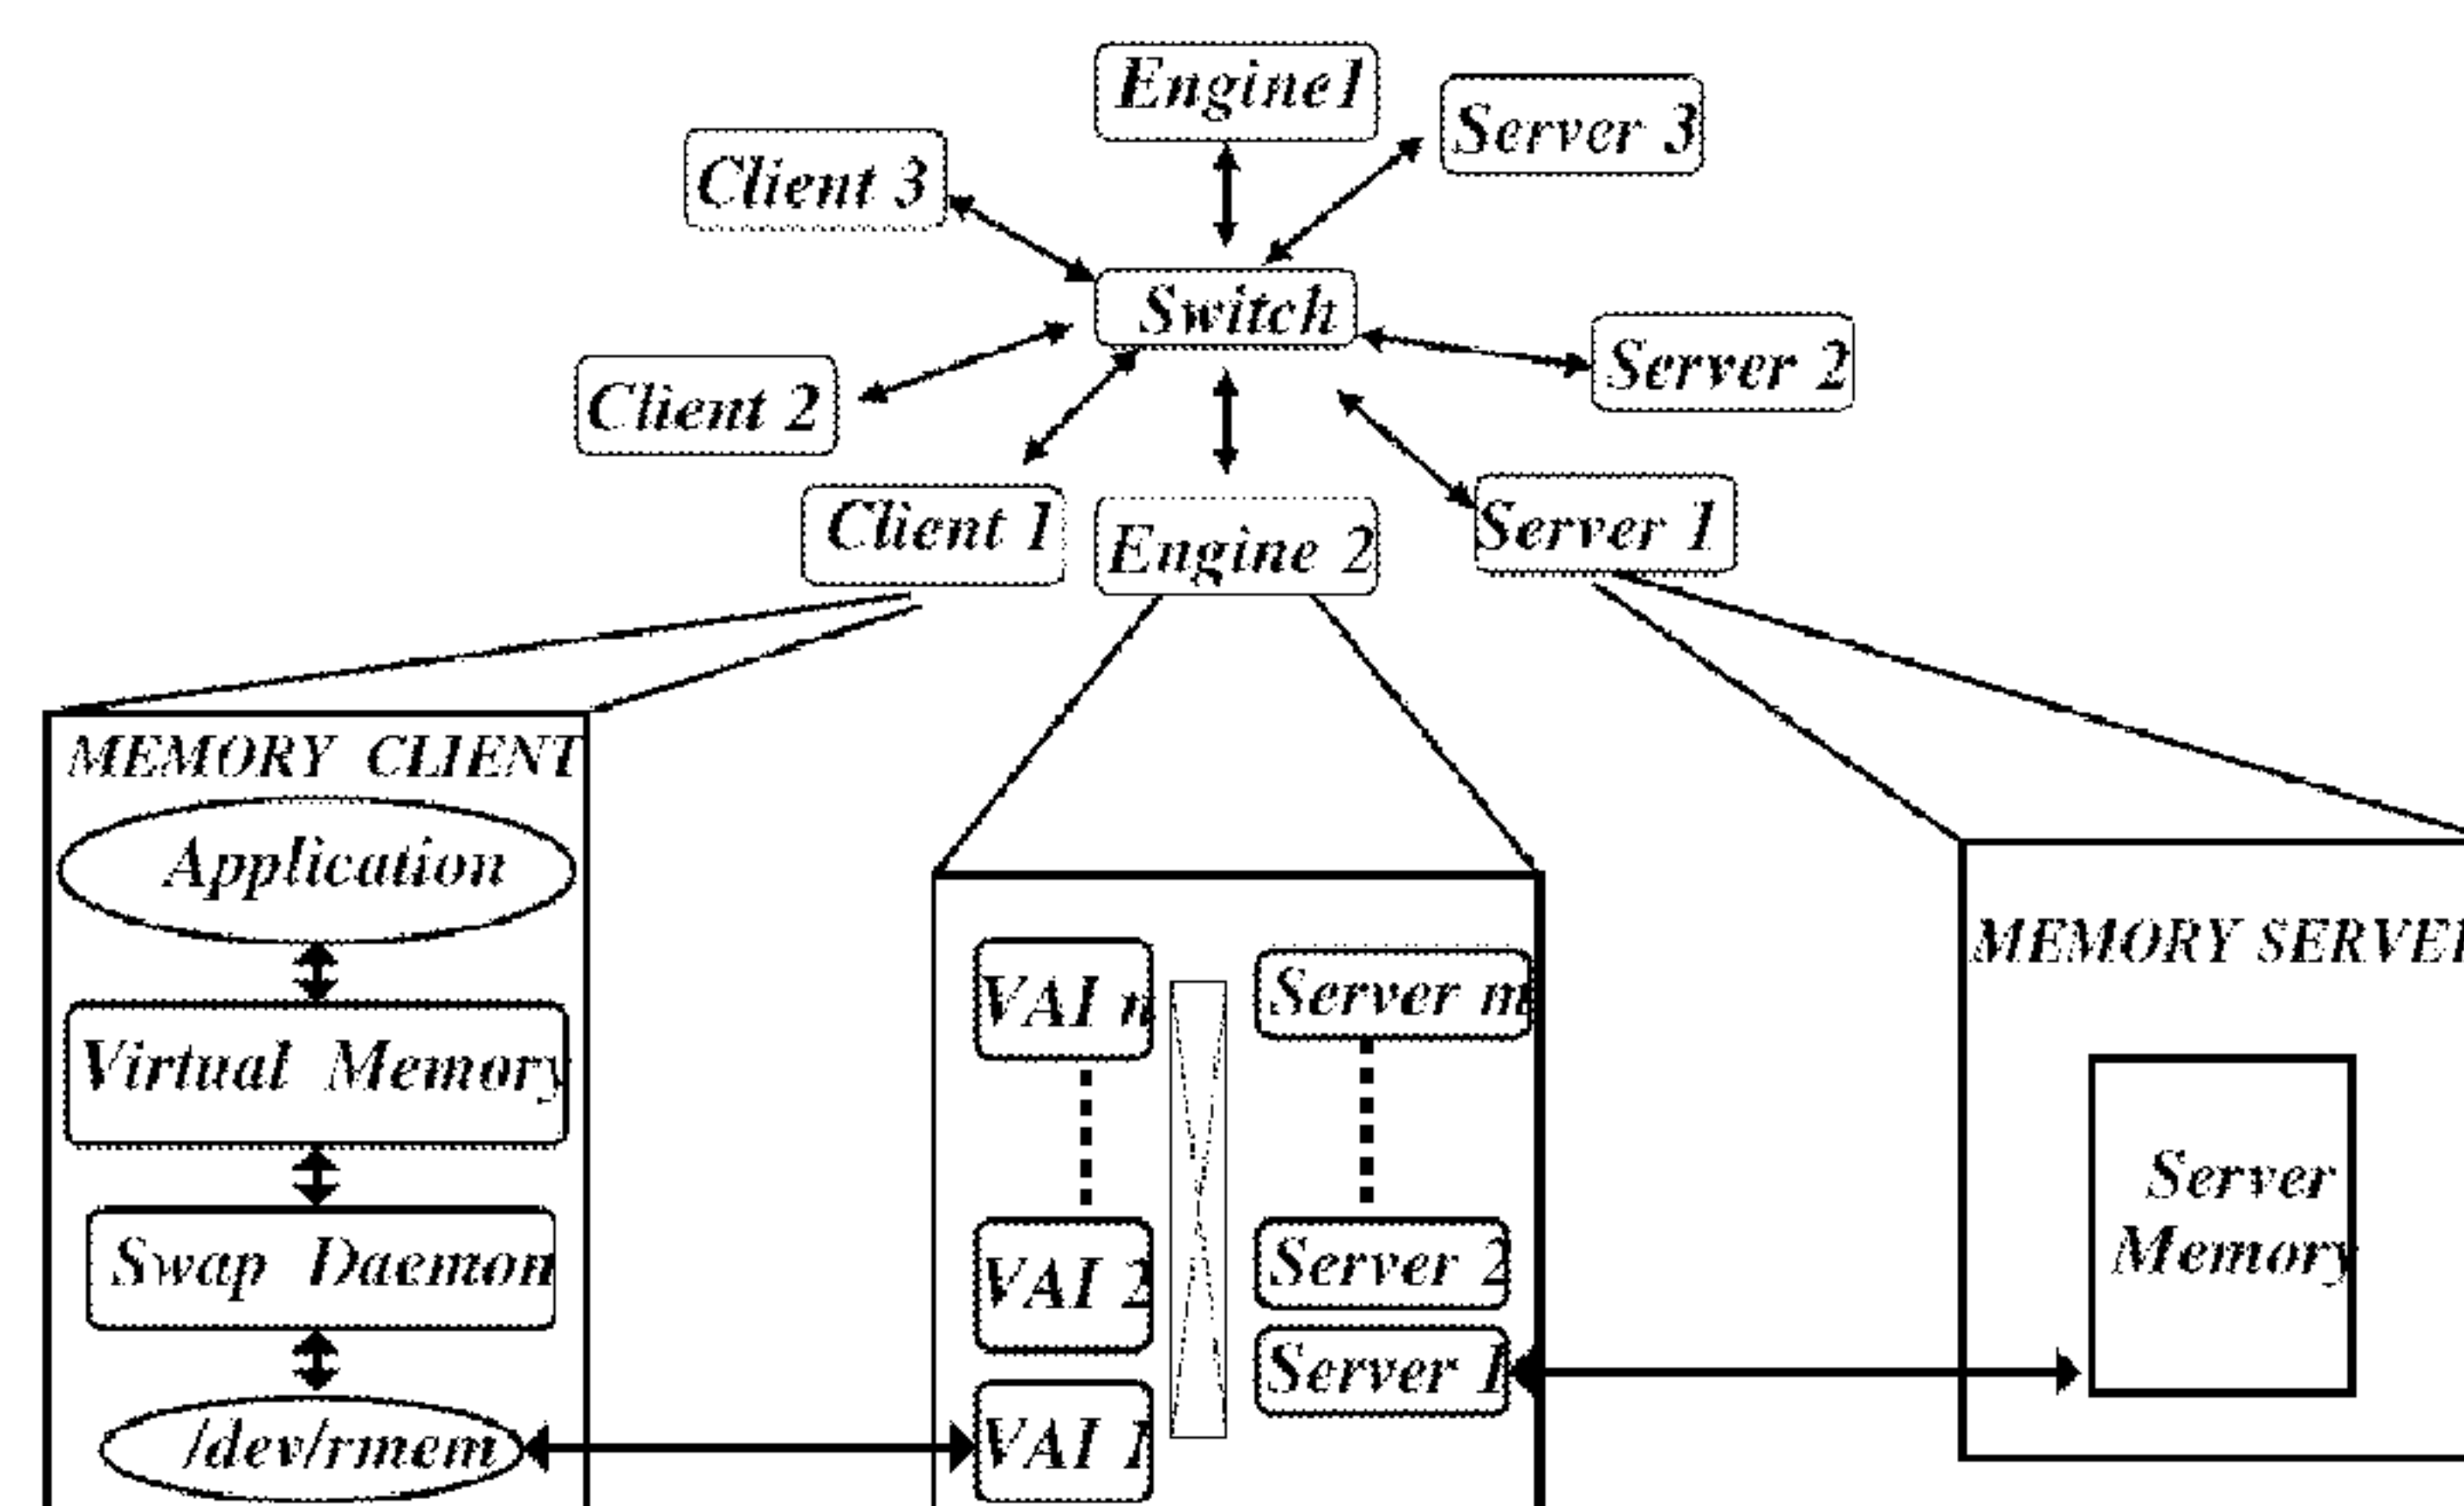 Engine1
Server 3
Client 3
Switch
Server 2
Client 2
Client 1
Engine 2
Server 1
MEMORY CLIENT
Application
Virtual Memory
Swap Daemon
/dev/rmem
VAI n
Server m
VAI 2
Server 2
Server 1
VAI 1
MEMORY SERVER
Server
Memory